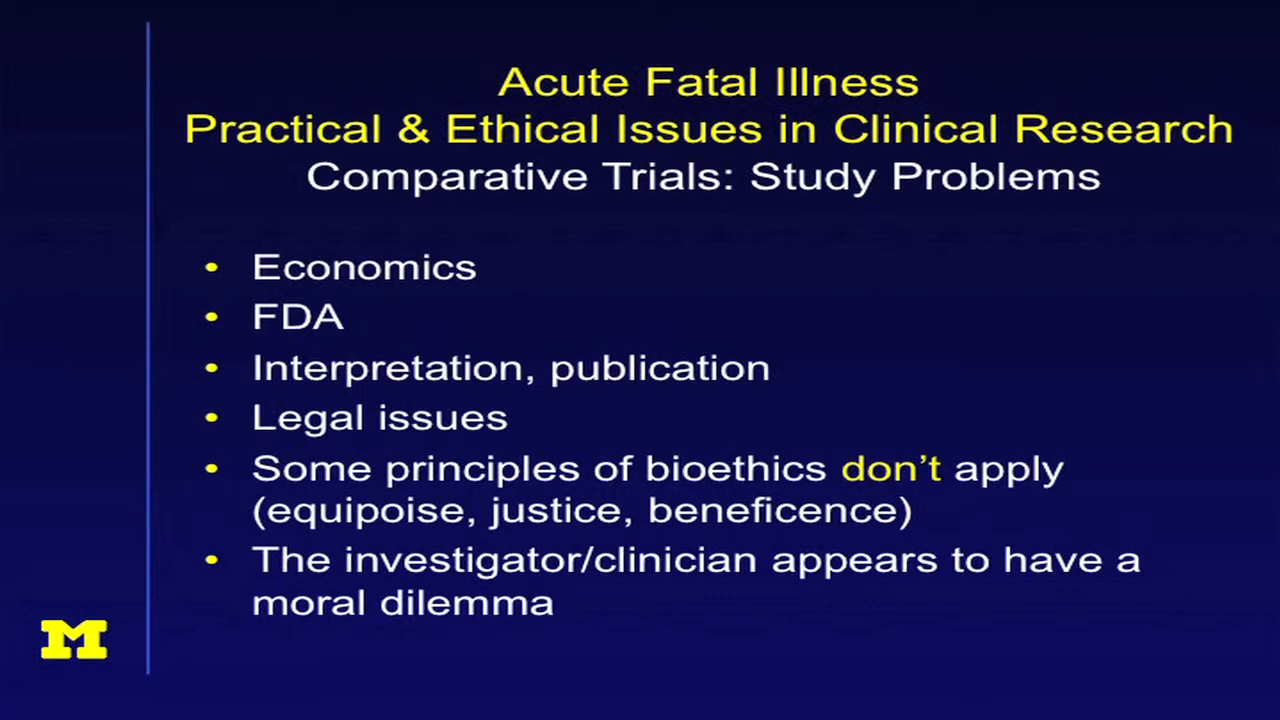 Acute Fatal Illness
Practical & Ethical Issues in Clinical Research
Comparative Trials: Study Problems
• Economics
• FDA
• Interpretation, publication
• Legal issues
• Some principles of bioethics don’t apply
(equipoise, justice, beneficence)
• The investigator/clinician appears to have a
moral dilemma
M